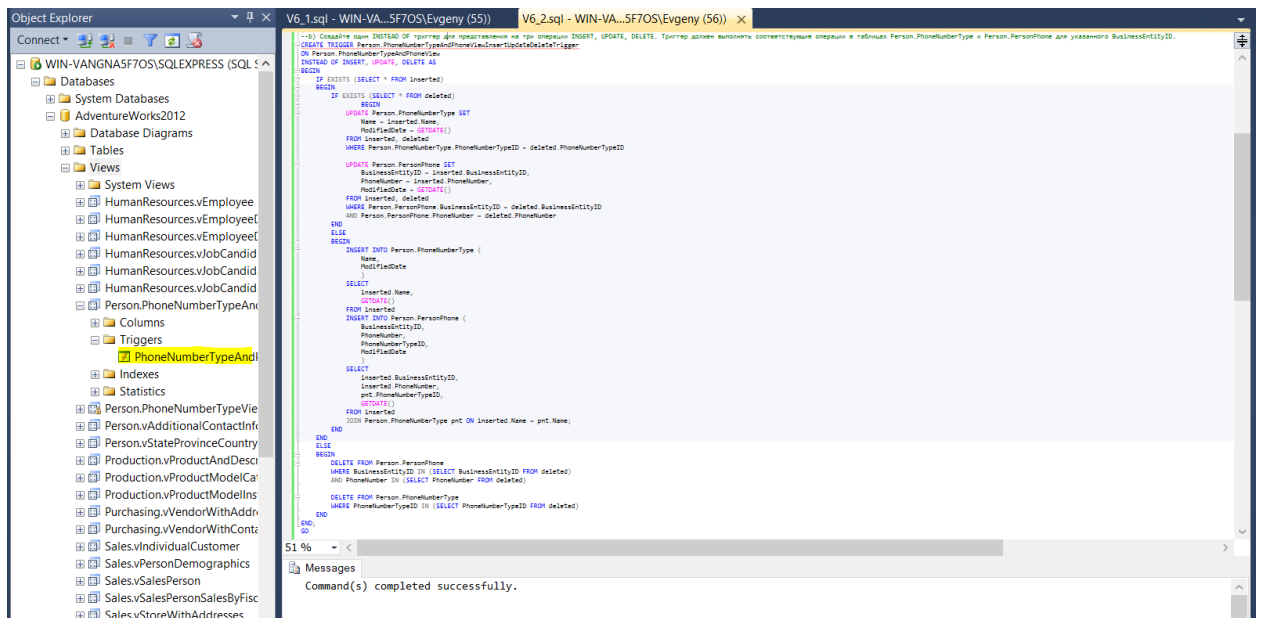 Object Explorer
Connect
WIN-VANGNA5F7OS\SQLEXPRESS (SQL S
Databases
System Databases
AdventureWorks2012
Database Diagrams
Tables
Views
System Views
HumanResources.vEmployee
HumanResources.vEmployeeD
HumanResources.vEmployeeD
HumanResources.vJobCandid
HumanResources.vJobCandid
HumanResources.vJobCandid
Person.PhoneNumberTypeAnd
Columns
Triggers
PhoneNumberTypeAndP
Indexes
Statistics
Person.PhoneNumberTypeVie
Person.vAdditionalContactInfo
Person.vStateProvinceCountry
Production.vProductAndDescr
Production.vProductModelCat
Production.vProductModelIns
Purchasing.vVendorWithAddre
Purchasing.vVendorWithConta
Sales.vIndividualCustomer
Sales.vPersonDemographics
Sales.vSalesPerson
Sales.vSalesPersonSalesByFisc
Sales.vStoreWithAddresses
V6_1.sql - WIN-VA...5F7OS\Evgeny (55))
V6_2.sql - WIN-VA...5F7OS\Evgeny (56))
--b) Создайте один INSTEAD OF триггер для представления на три операции INSERT, UPDATE, DELETE. Триггер должен выполнять соответствующие операции в таблицах Person.PhoneNumberType и Person.PersonPhone для указанного BusinessEntityID.
CREATE TRIGGER Person.PhoneNumberTypeAndPhoneViewInsertUpdateDeleteTrigger
ON Person.PhoneNumberTypeAndPhoneView
INSTEAD OF INSERT, UPDATE, DELETE AS
BEGIN
IF EXISTS (SELECT * FROM inserted)
BEGIN
IF EXISTS (SELECT * FROM deleted)
BEGIN
UPDATE Person.PhoneNumberType SET
Name = inserted.Name,
ModifiedDate = GETDATE()
FROM inserted, deleted
WHERE Person.PhoneNumberType.PhoneNumberTypeID = deleted.PhoneNumberTypeID
UPDATE Person.PersonPhone SET
BusinessEntityID = inserted.BusinessEntityID,
PhoneNumber = inserted.PhoneNumber,
ModifiedDate = GETDATE()
FROM inserted, deleted
WHERE Person.PersonPhone.BusinessEntityID = deleted.BusinessEntityID
AND Person.PersonPhone.PhoneNumber = deleted.PhoneNumber
END
ELSE
BEGIN
INSERT INTO Person.PhoneNumberType (
Name,
ModifiedDate
)
SELECT
inserted.Name,
GETDATE()
FROM inserted
INSERT INTO Person.PersonPhone (
BusinessEntityID,
PhoneNumber,
PhoneNumberTypeID,
ModifiedDate
)
SELECT
inserted.BusinessEntityID,
inserted.PhoneNumber,
pnt.PhoneNumberTypeID,
GETDATE()
FROM inserted
JOIN Person.PhoneNumberType pnt ON inserted.Name = pnt.Name;
END
END
ELSE
BEGIN
DELETE FROM Person.PersonPhone
WHERE BusinessEntityID IN (SELECT BusinessEntityID FROM deleted)
AND PhoneNumber IN (SELECT PhoneNumber FROM deleted)
DELETE FROM Person.PhoneNumberType
WHERE PhoneNumberTypeID IN (SELECT PhoneNumberTypeID FROM deleted)
END
END;
GO
51 %
Messages
Command(s) completed successfully.